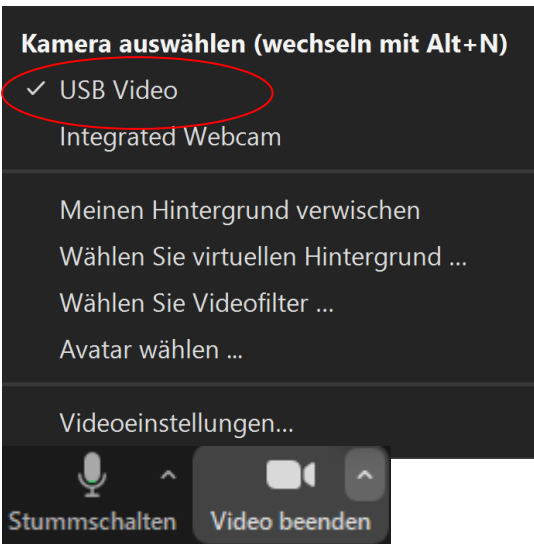 Kamera auswählen (wechseln mit Alt+N)
USB Video
Integrated Webcam
Meinen Hintergrund verwischen
Wählen Sie virtuellen Hintergrund ...
Wählen Sie Videofilter ...
Avatar wählen ...
Videoeinstellungen...
Stummschalten Video beenden